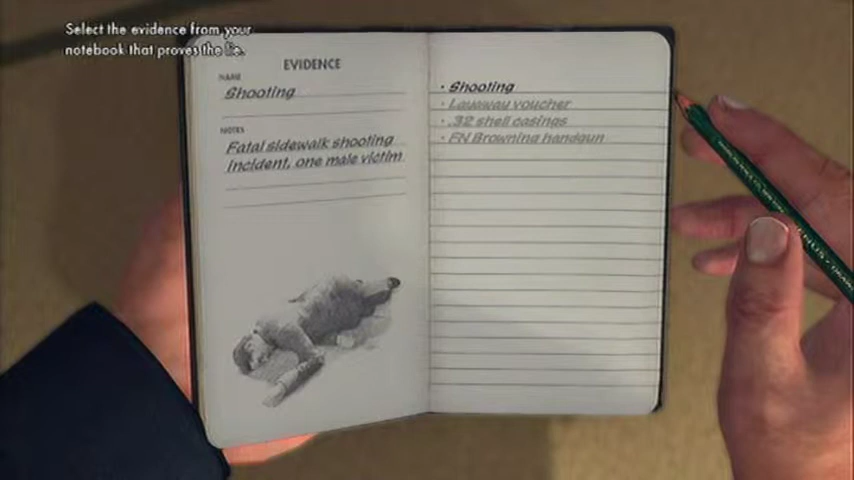 Select the evidence from your
notebook that proves the lie.
EVIDENCE
NAME
Shooting
NOTES
Fatal sidewalk shooting
incident, one male victim
· Shooting
· Layaway voucher
· .32 shell casings
· FN Browning handgun